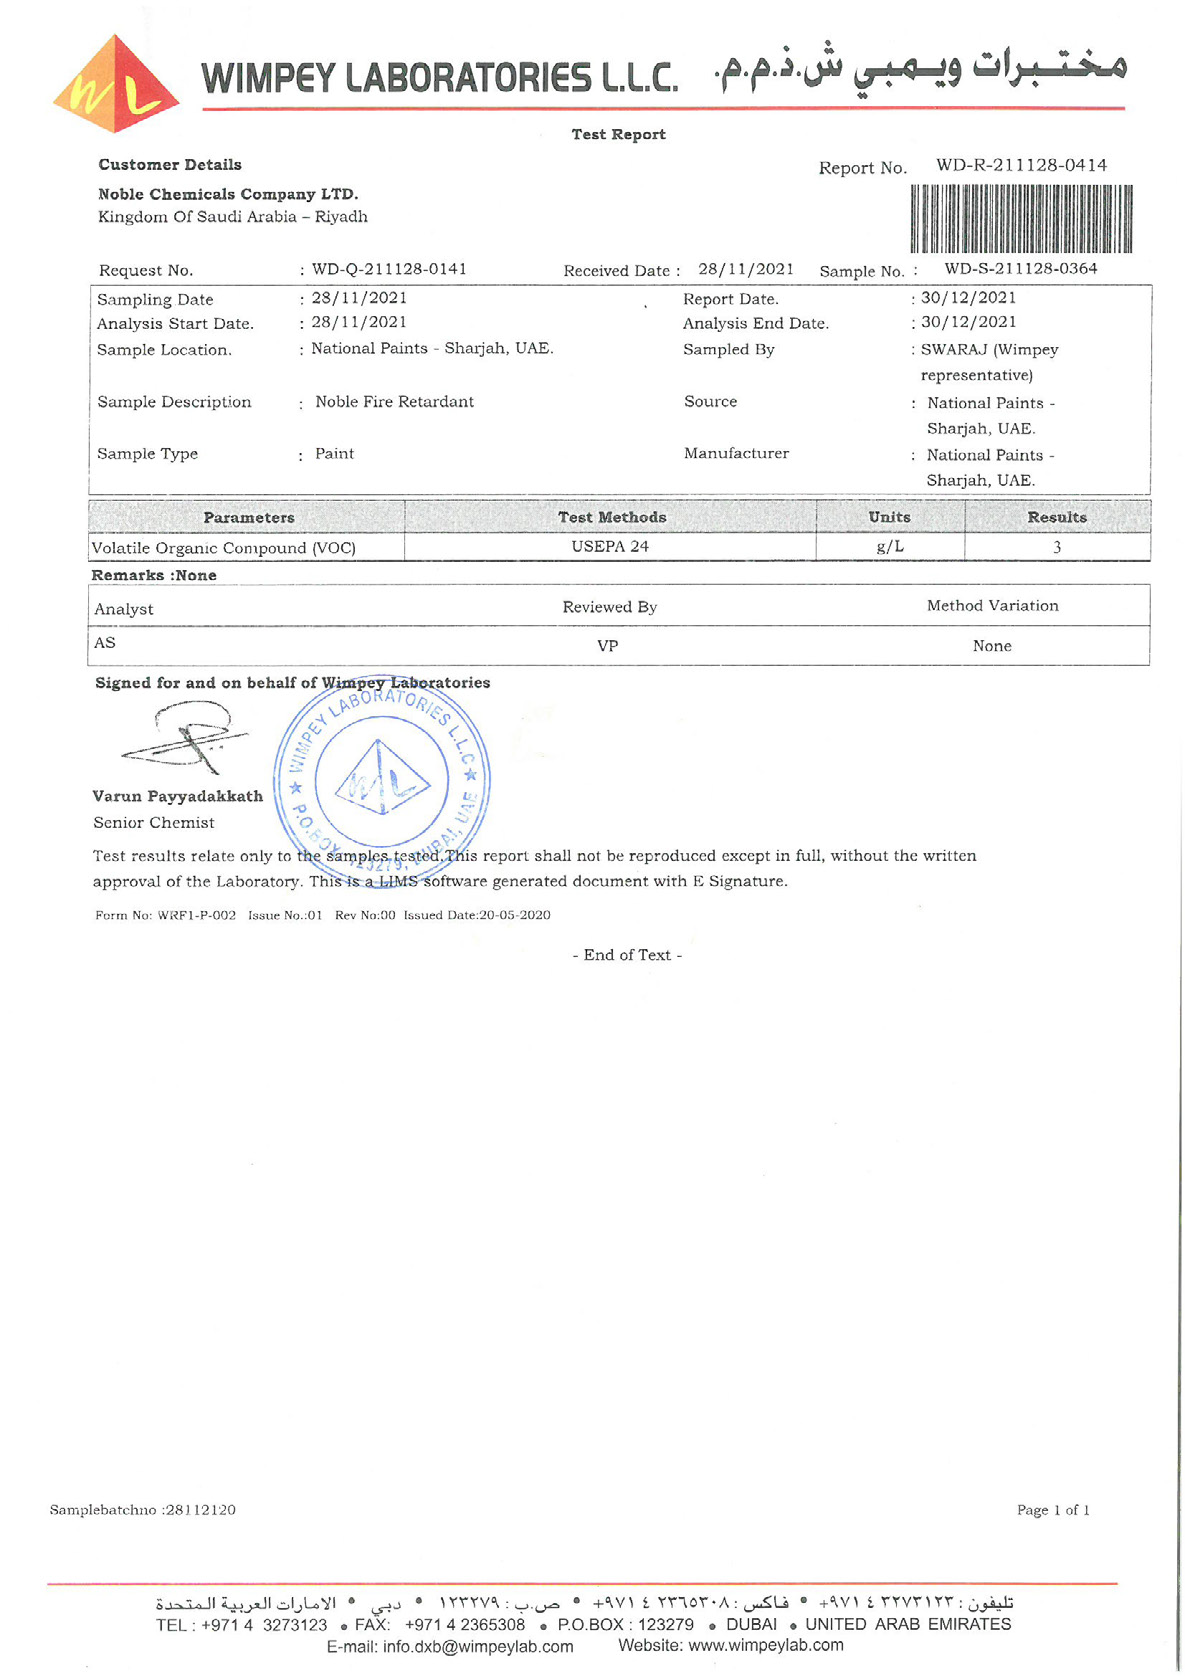 WIMPEY LABORATORIES L.L.C. مختبرات ويمبي ش.ذ.م.م.
Test Report
Customer Details
Report No. WD-R-211128-0414
Noble Chemicals Company LTD.
Kingdom Of Saudi Arabia – Riyadh
Request No. : WD-Q-211128-0141 Received Date : 28/11/2021 Sample No. : WD-S-211128-0364
Sampling Date : 28/11/2021 Report Date. : 30/12/2021
Analysis Start Date. : 28/11/2021 Analysis End Date. : 30/12/2021
Sample Location. : National Paints - Sharjah, UAE. Sampled By : SWARAJ (Wimpey
representative)
Sample Description : Noble Fire Retardant Source : National Paints -
Sharjah, UAE.
Sample Type : Paint Manufacturer : National Paints -
Sharjah, UAE.
Parameters Test Methods Units Results
Volatile Organic Compound (VOC) USEPA 24 g/L 3
Remarks :None
Analyst Reviewed By Method Variation
AS VP None
Signed for and on behalf of Wimpey Laboratories
WL
★ WIMPEY LABORATORIES L.L.C ★
P.O.BOX 123279, DUBAI, UAE
WL
Varun Payyadakkath
Senior Chemist
Test results relate only to the samples tested.This report shall not be reproduced except in full, without the written
approval of the Laboratory. This is a LIMS software generated document with E Signature.
Form No: WRF1-P-002 Issue No.:01 Rev No:00 Issued Date:20-05-2020
- End of Text -
Samplebatchno :28112120 Page 1 of 1
تليفون : ٣٢٧٣١٢٣ ٤ ٩٧١+ • فاكس : ٢٣٦٥٣٠٨ ٤ ٩٧١+ • ص.ب : ١٢٣٢٧٩ • دبي • الامارات العربية المتحدة
TEL : +971 4 3273123 • FAX: +971 4 2365308 • P.O.BOX : 123279 • DUBAI • UNITED ARAB EMIRATES
E-mail: info.dxb@wimpeylab.com Website: www.wimpeylab.com